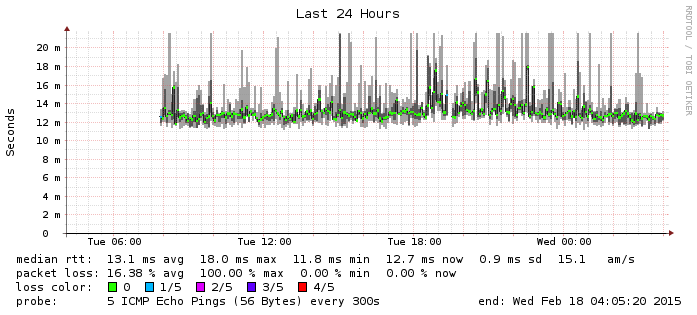 Last 24 Hours
RRDTOOL / TOBI OETIKER
Seconds
20 m
18 m
16 m
14 m
12 m
10 m
8 m
6 m
4 m
2 m
0
Tue 06:00 Tue 12:00 Tue 18:00 Wed 00:00
median rtt: 13.1 ms avg 18.0 ms max 11.8 ms min 12.7 ms now 0.9 ms sd 15.1 am/s
packet loss: 16.38 % avg 100.00 % max 0.00 % min 0.00 % now
loss color: 0 1/5 2/5 3/5 4/5
probe: 5 ICMP Echo Pings (56 Bytes) every 300s end: Wed Feb 18 04:05:20 2015